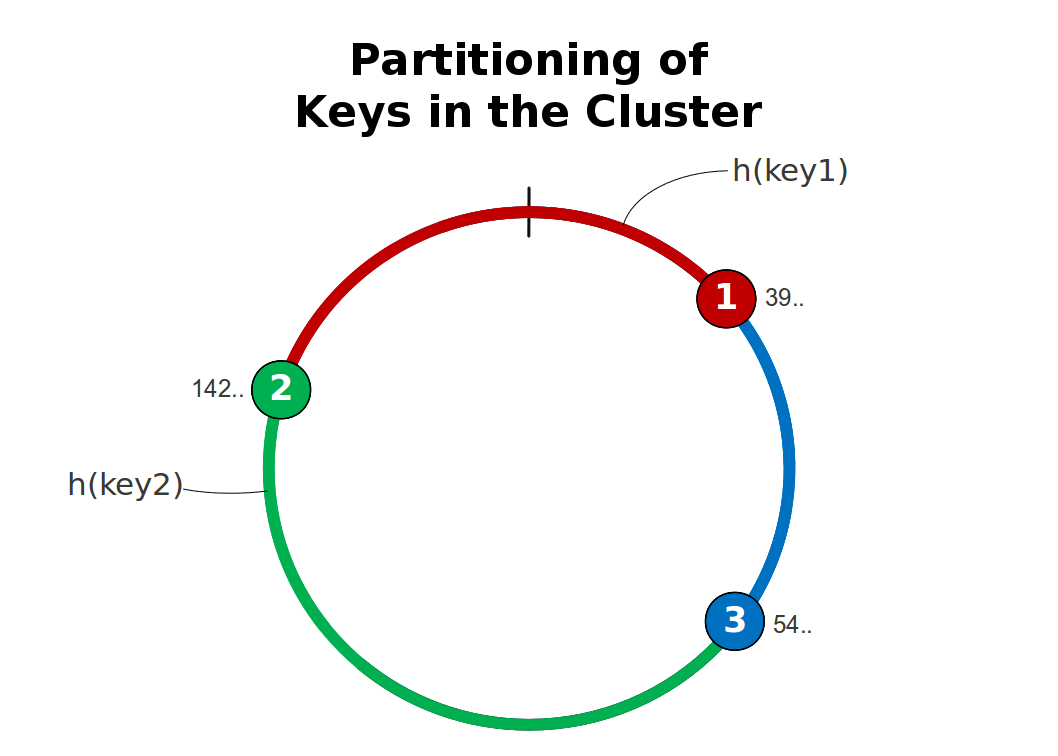 Partitioning of
Keys in the Cluster
h(key1)
1
39..
2
142..
h(key2)
3
54..